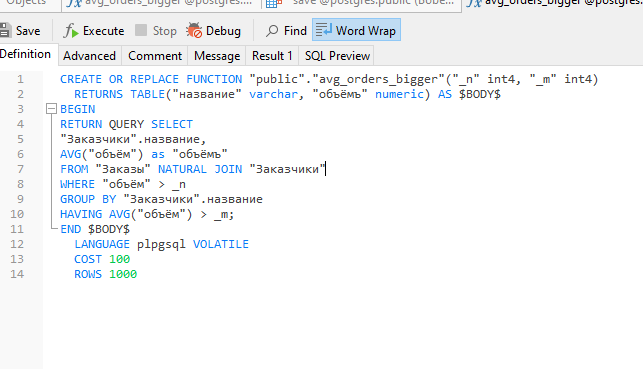 Objects avg_orders_bigger @postgres.... save @postgres.public (Bobe... avg_orders_bigger @postgres.
Save Execute Stop Debug Find Word Wrap
Definition Advanced Comment Message Result 1 SQL Preview
1 CREATE OR REPLACE FUNCTION "public"."avg_orders_bigger"("_n" int4, "_m" int4)
2 RETURNS TABLE("название" varchar, "объёмъ" numeric) AS $BODY$
3 BEGIN
4 RETURN QUERY SELECT
5 "Заказчики".название,
6 AVG("объём") as "объёмъ"
7 FROM "Заказы" NATURAL JOIN "Заказчики"
8 WHERE "объём" > _n
9 GROUP BY "Заказчики".название
10 HAVING AVG("объём") > _m;
11 END $BODY$
12 LANGUAGE plpgsql VOLATILE
13 COST 100
14 ROWS 1000